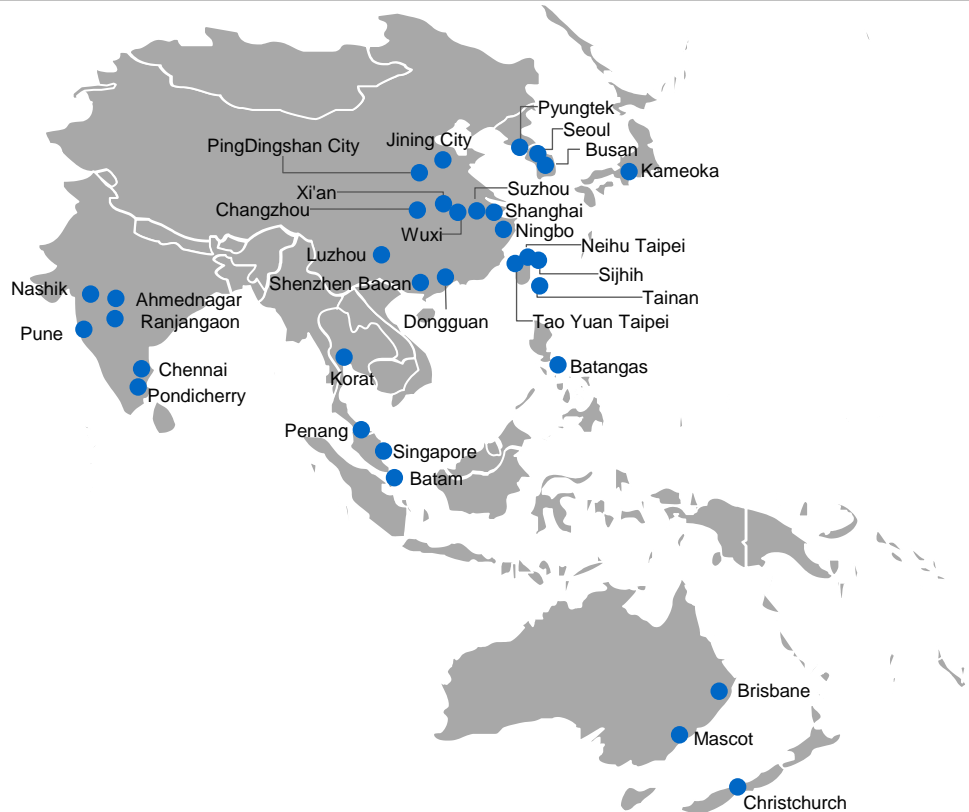 Pyungtek
Seoul
Jining City
PingDingshan City
Busan
Kameoka
Xi'an
Suzhou
Changzhou
Shanghai
Wuxi
Ningbo
Neihu Taipei
Luzhou
Sijhih
Shenzhen Baoan
Nashik
Ahmednagar
Tainan
Ranjangaon
Dongguan
Tao Yuan Taipei
Pune
Chennai
Batangas
Korat
Pondicherry
Penang
Singapore
Batam
Brisbane
Mascot
Christchurch